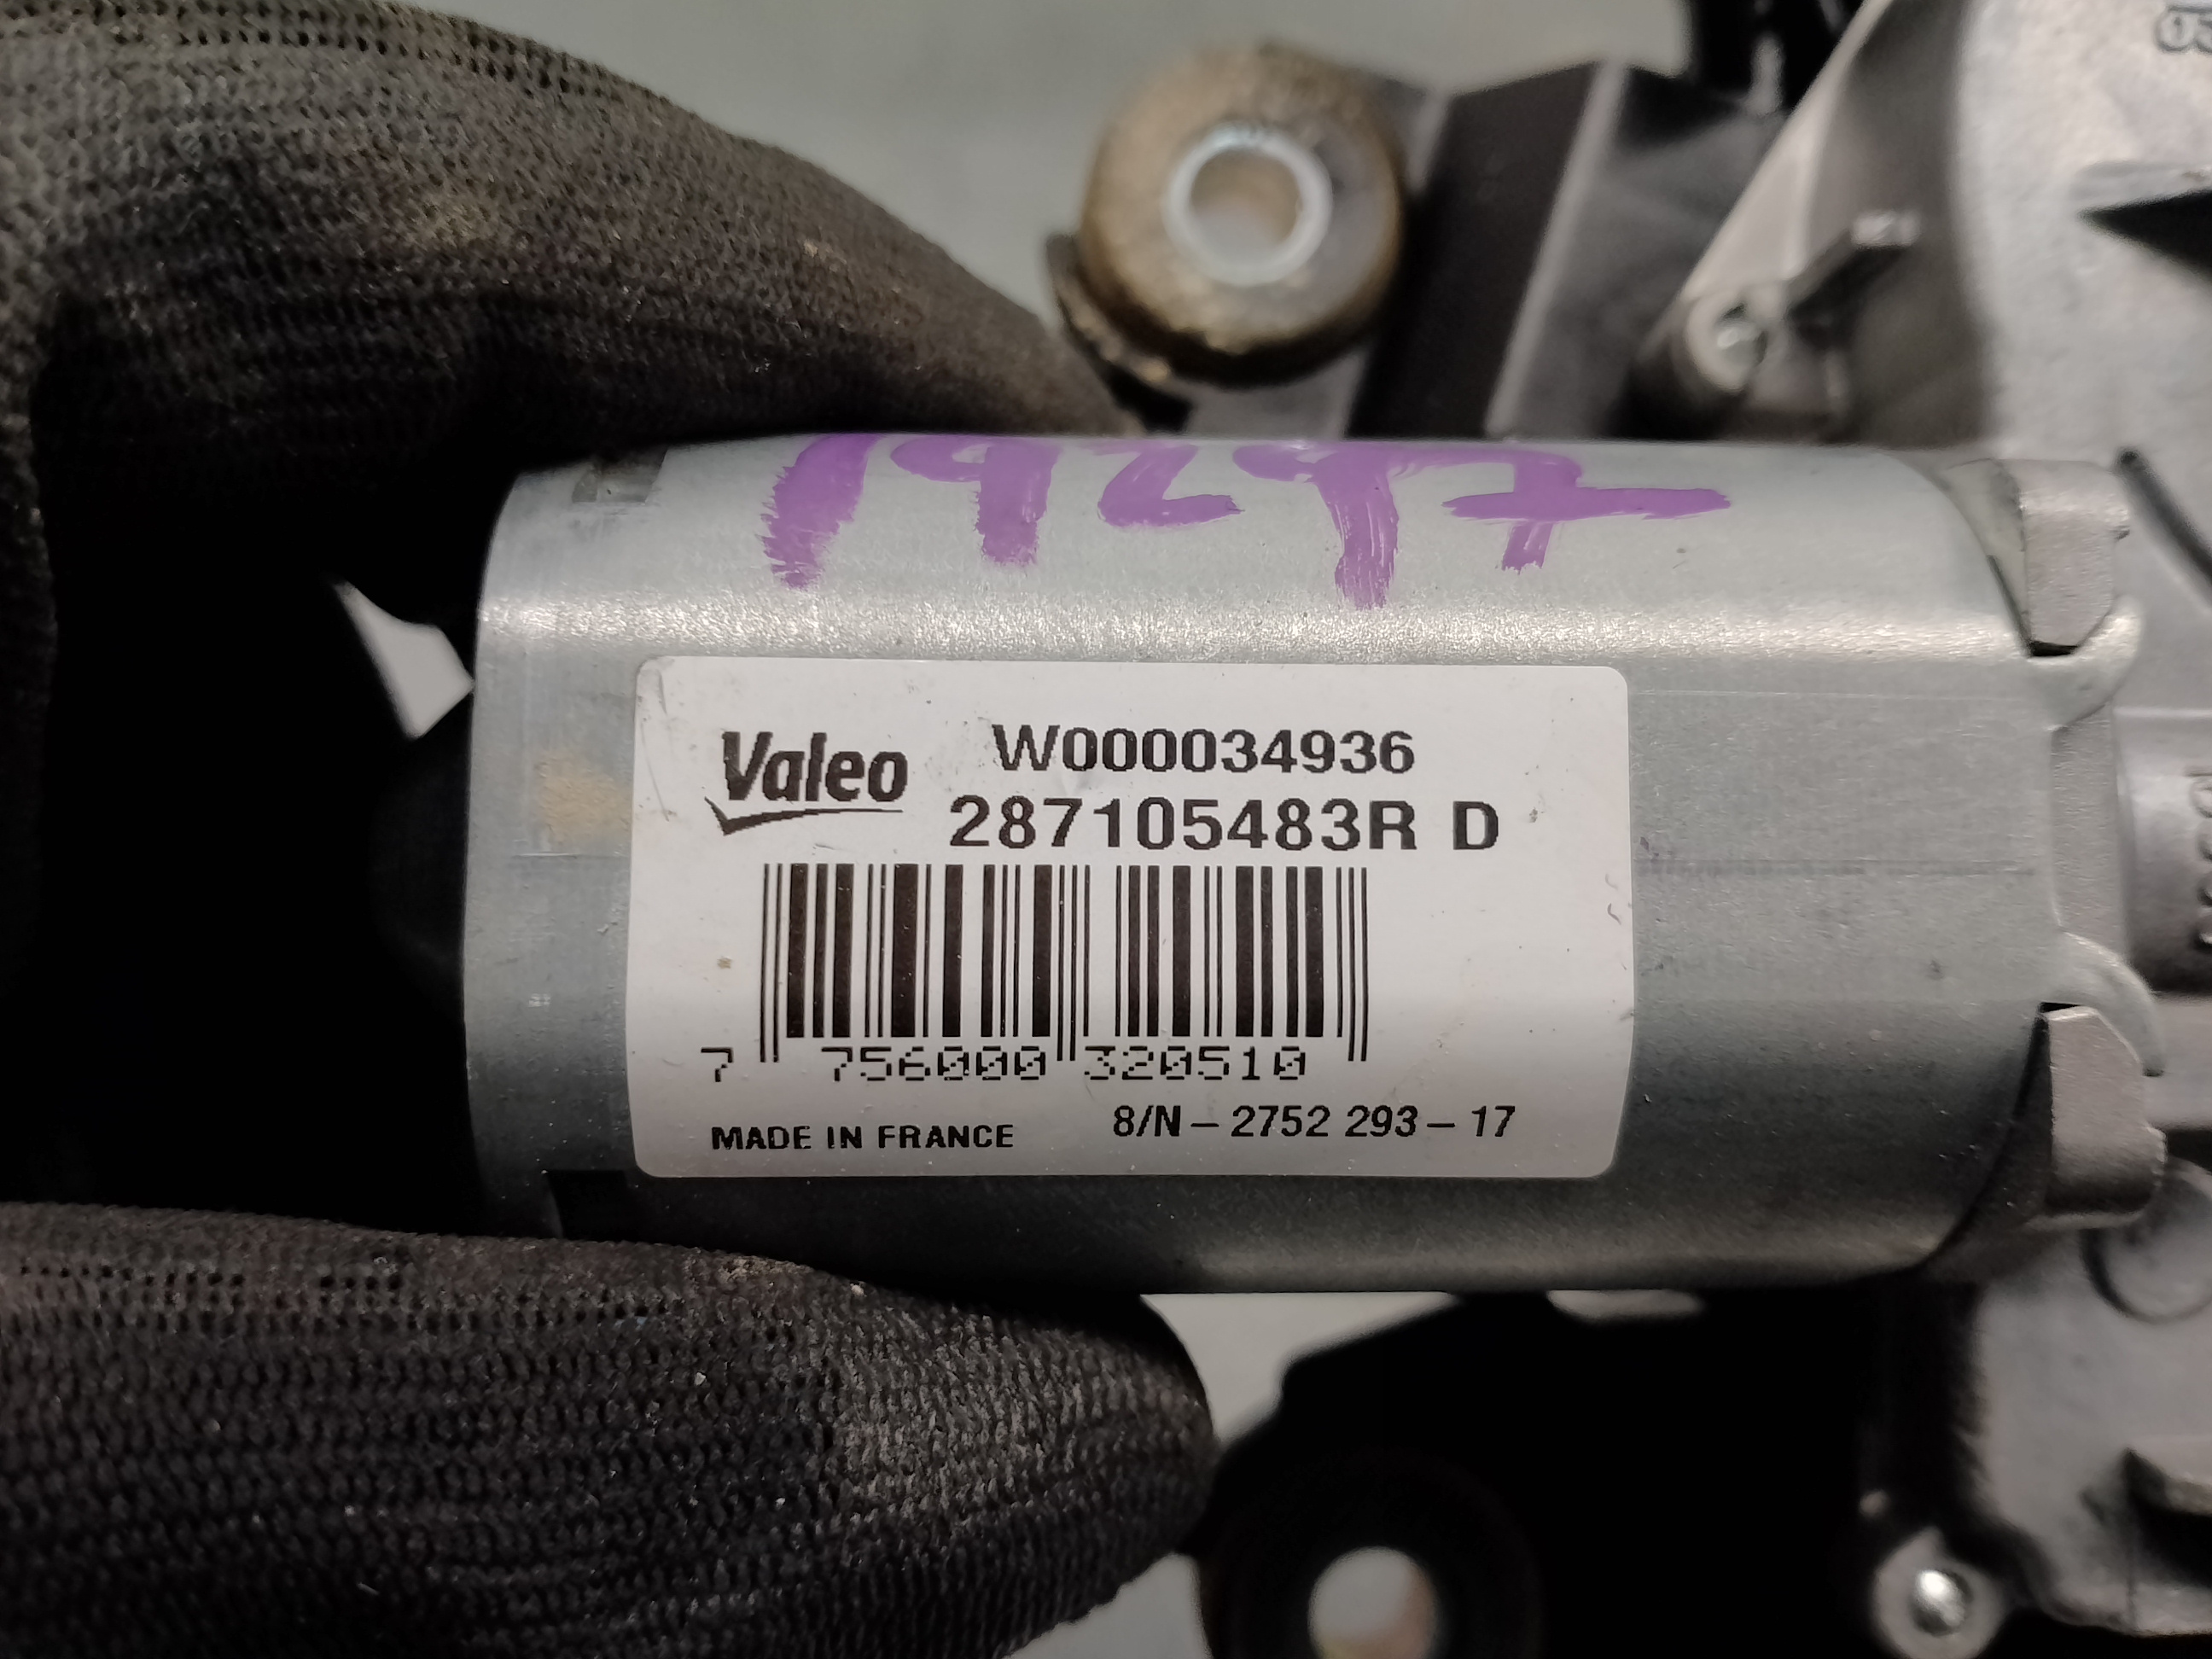 19297
Valeo
W000034936
287105483R D
7 756000 320510
MADE IN FRANCE
8/N – 2752 293 – 17